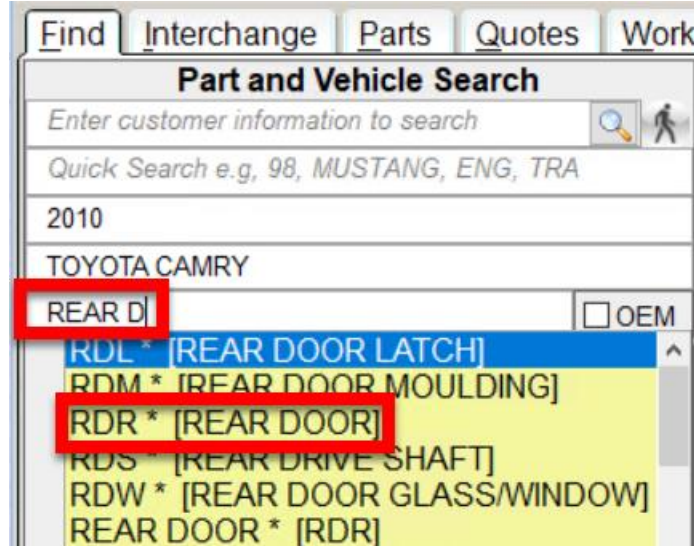 Find Interchange Parts Quotes Work
Part and Vehicle Search
Enter customer information to search
Quick Search e.g, 98, MUSTANG, ENG, TRA
2010
TOYOTA CAMRY
REAR D OEM
RDL * [REAR DOOR LATCH]
RDM * [REAR DOOR MOULDING]
RDR * [REAR DOOR]
RDS * [REAR DRIVE SHAFT]
RDW * [REAR DOOR GLASS/WINDOW]
REAR DOOR * [RDR]